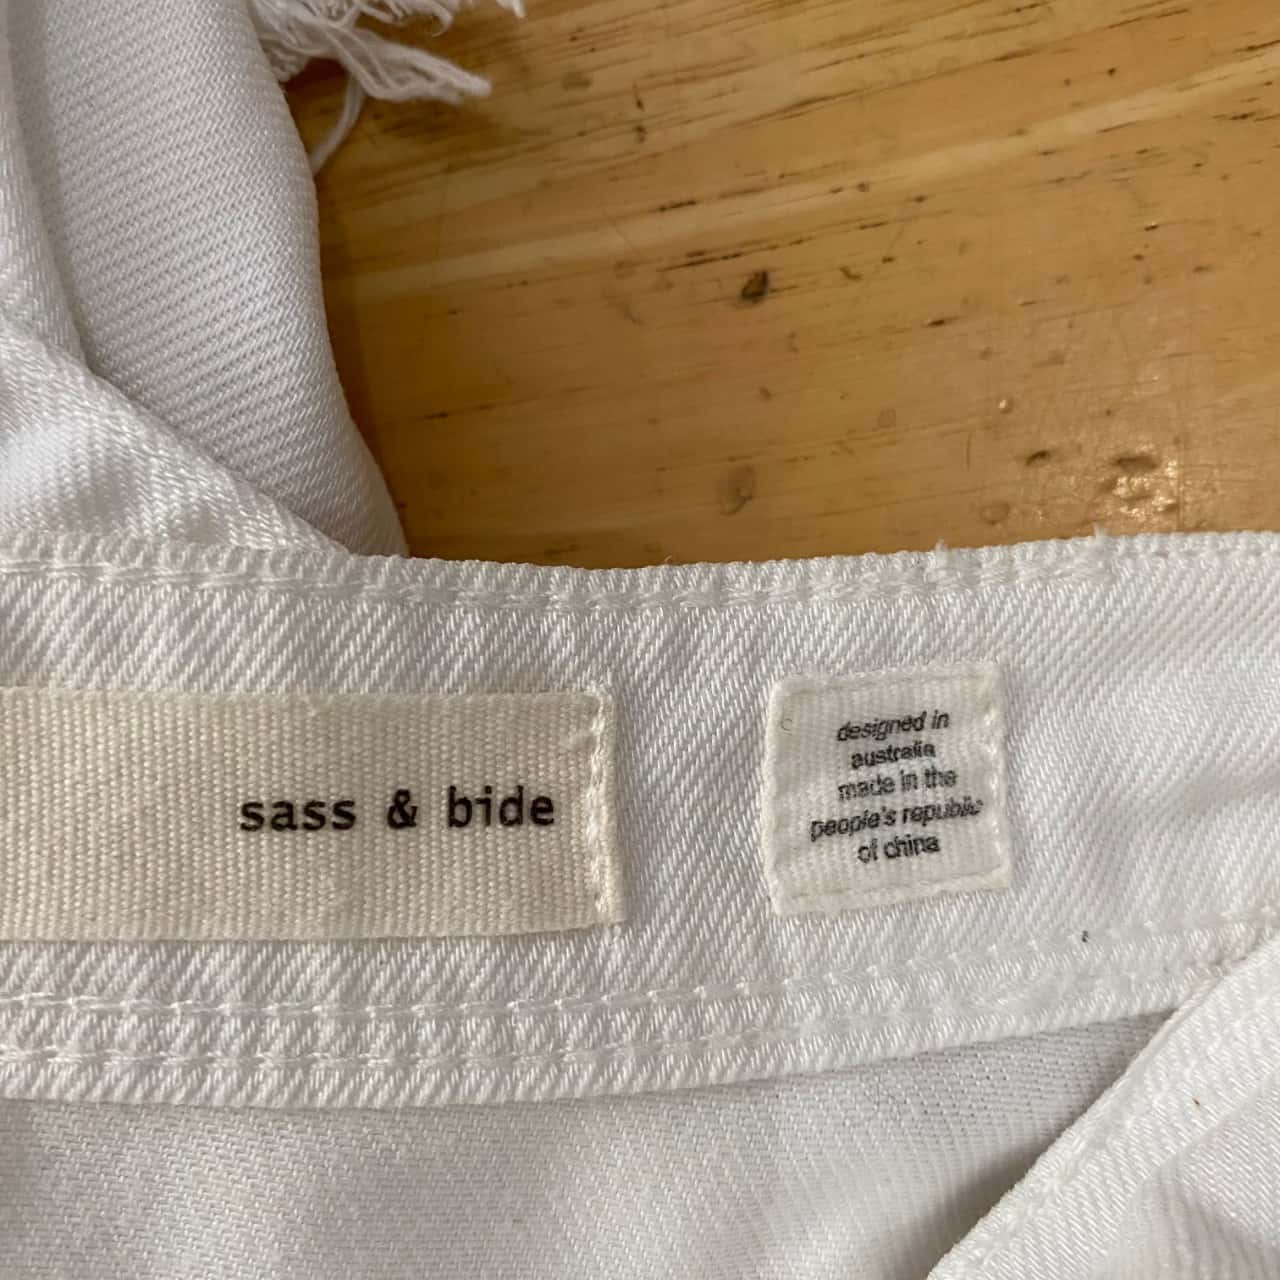 sass & bide
designed in
australia
made in the
people's republic
of china